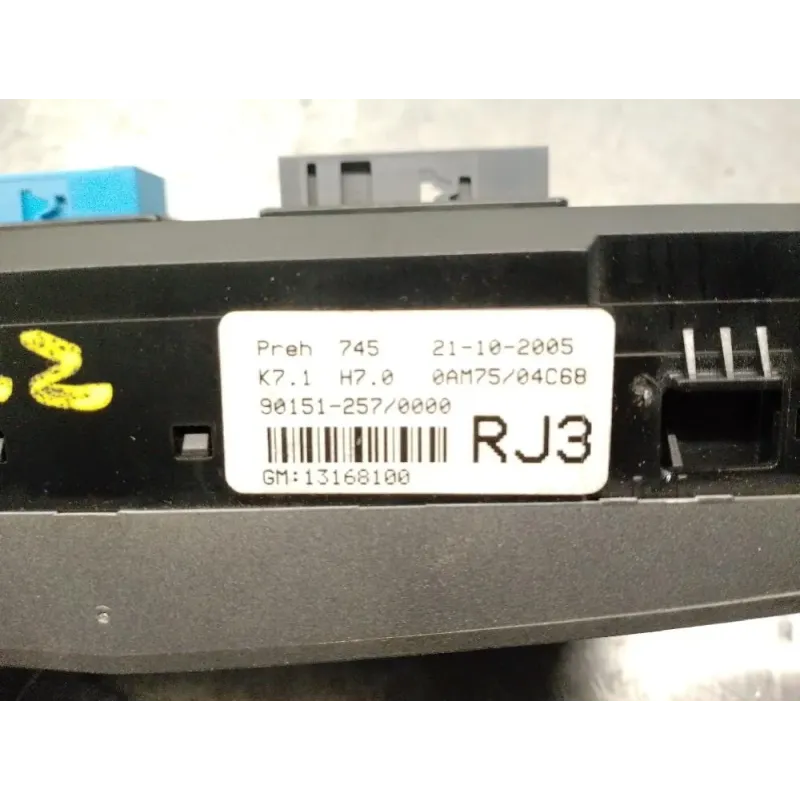 Preh 745 21-10-2005
K7.1 H7.0 0AM75/04C68
90151-257/0000
RJ3
GM:13168100